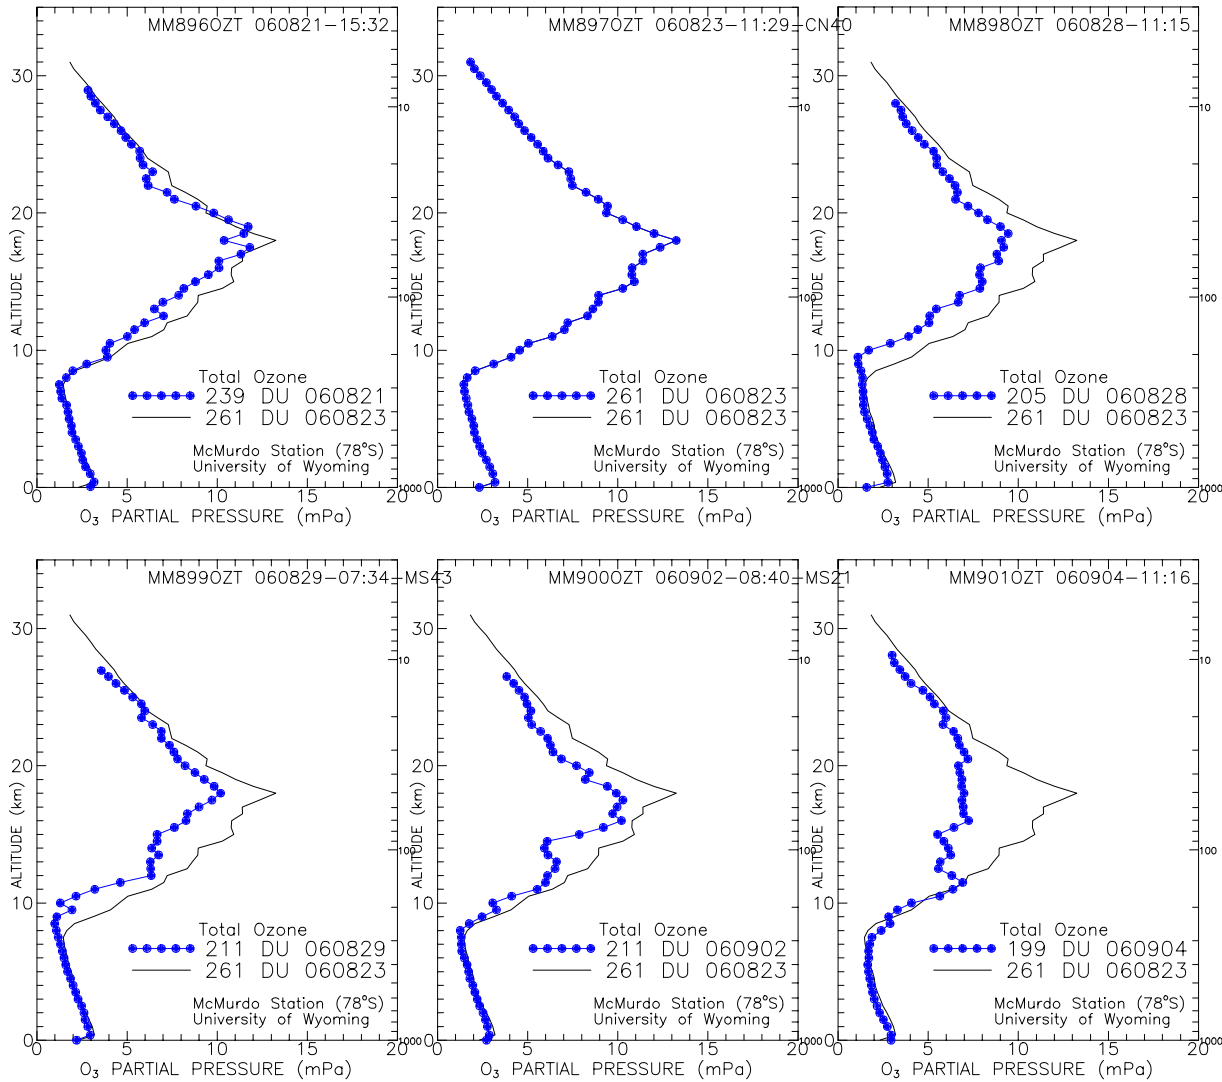 MM896OZT 060821-15:32
30
20
10
0
ALTITUDE (km)
10
100
1000
Total Ozone
239 DU 060821
261 DU 060823
McMurdo Station (78°S)
University of Wyoming
0 5 10 15 20
O3 PARTIAL PRESSURE (mPa)
MM897OZT 060823-11:29-CN40
30
20
10
0
ALTITUDE (km)
10
100
1000
Total Ozone
261 DU 060823
261 DU 060823
McMurdo Station (78°S)
University of Wyoming
0 5 10 15 20
O3 PARTIAL PRESSURE (mPa)
MM898OZT 060828-11:15
30
20
10
0
ALTITUDE (km)
10
100
1000
Total Ozone
205 DU 060828
261 DU 060823
McMurdo Station (78°S)
University of Wyoming
0 5 10 15 20
O3 PARTIAL PRESSURE (mPa)
MM899OZT 060829-07:34-MS43
30
20
10
0
ALTITUDE (km)
10
100
1000
Total Ozone
211 DU 060829
261 DU 060823
McMurdo Station (78°S)
University of Wyoming
0 5 10 15 20
O3 PARTIAL PRESSURE (mPa)
MM900OZT 060902-08:40-MS21
30
20
10
0
ALTITUDE (km)
10
100
1000
Total Ozone
211 DU 060902
261 DU 060823
McMurdo Station (78°S)
University of Wyoming
0 5 10 15 20
O3 PARTIAL PRESSURE (mPa)
MM901OZT 060904-11:16
30
20
10
0
ALTITUDE (km)
10
100
1000
Total Ozone
199 DU 060904
261 DU 060823
McMurdo Station (78°S)
University of Wyoming
0 5 10 15 20
O3 PARTIAL PRESSURE (mPa)